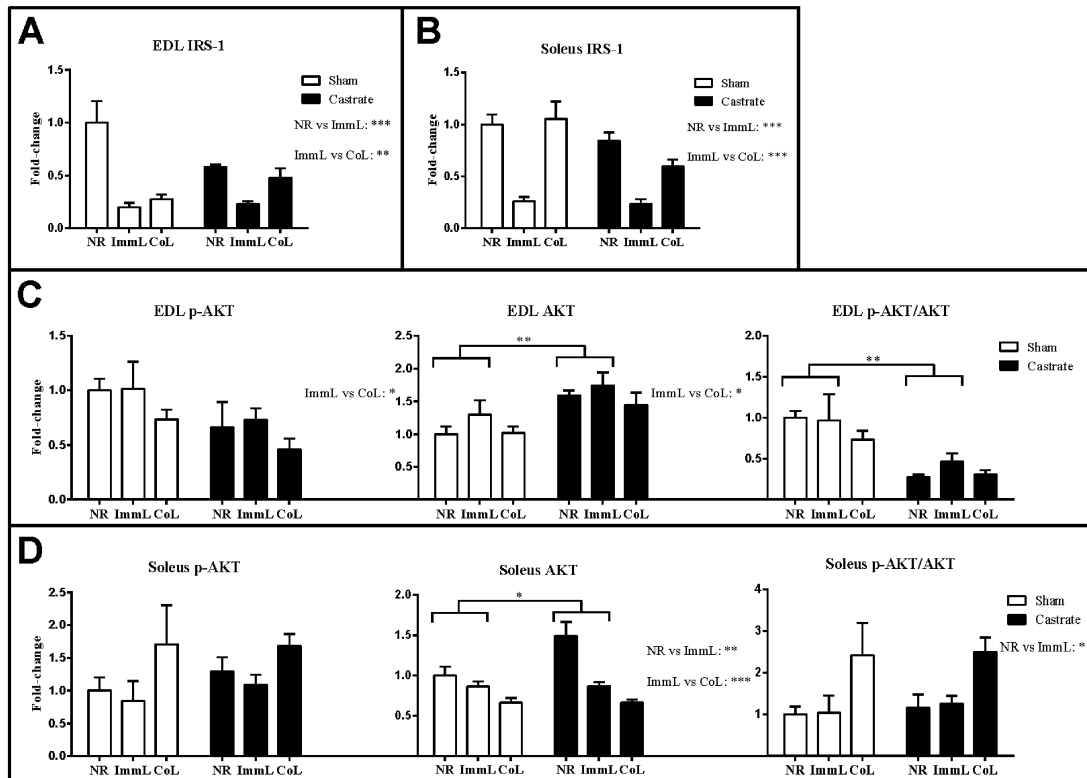 A
EDL IRS-1
1.5
1.0
0.5
0.0
Fold-change
NR ImmL CoL NR ImmL CoL
Sham
Castrate
NR vs ImmL: ***
ImmL vs CoL: **
B
Soleus IRS-1
1.5
1.0
0.5
0.0
NR ImmL CoL NR ImmL CoL
Sham
Castrate
NR vs ImmL: ***
ImmL vs CoL: ***
C
EDL p-AKT
1.5
1.0
0.5
0.0
Fold-change
NR ImmL CoL NR ImmL CoL
ImmL vs CoL: *
EDL AKT
2.5
2.0
1.5
1.0
0.5
**
NR ImmL CoL NR ImmL CoL
ImmL vs CoL: *
EDL p-AKT/AKT
2.0
1.5
1.0
0.5
**
NR ImmL CoL NR ImmL CoL
Sham
Castrate
D
Soleus p-AKT
2.5
2.0
1.5
1.0
0.5
0.0
Fold-change
NR ImmL CoL NR ImmL CoL
Soleus AKT
2.0
1.5
1.0
0.5
*
NR ImmL CoL NR ImmL CoL
NR vs ImmL: **
ImmL vs CoL: ***
Soleus p-AKT/AKT
4
3
2
1
NR ImmL CoL NR ImmL CoL
Sham
Castrate
NR vs ImmL: *